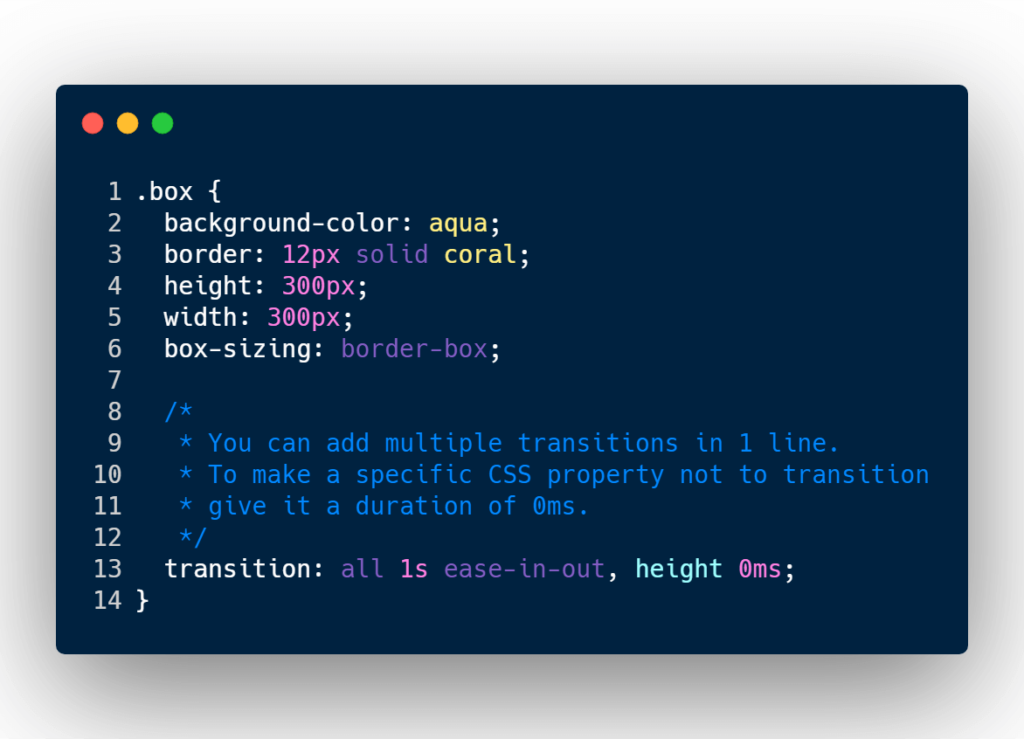 1 .box {
2   background-color: aqua;
3   border: 12px solid coral;
4   height: 300px;
5   width: 300px;
6   box-sizing: border-box;
7
8   /*
9    * You can add multiple transitions in 1 line.
10    * To make a specific CSS property not to transition
11    * give it a duration of 0ms.
12    */
13   transition: all 1s ease-in-out, height 0ms;
14 }